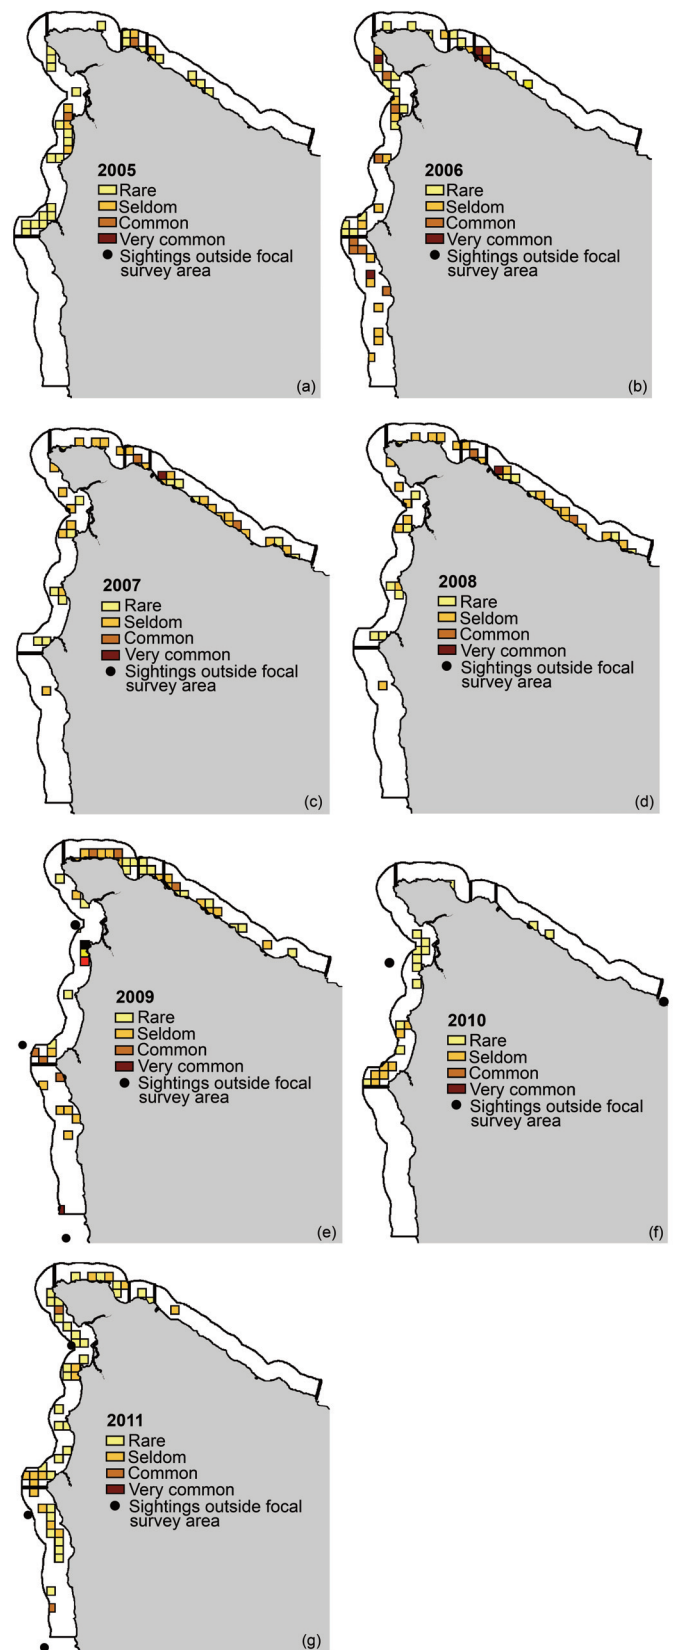 2005
Rare
Seldom
Common
Very common
Sightings outside focal
survey area
(a)
2006
Rare
Seldom
Common
Very common
Sightings outside focal
survey area
(b)
2007
Rare
Seldom
Common
Very common
Sightings outside focal
survey area
(c)
2008
Rare
Seldom
Common
Very common
Sightings outside focal
survey area
(d)
2009
Rare
Seldom
Common
Very common
Sightings outside focal
survey area
(e)
2010
Rare
Seldom
Common
Very common
Sightings outside focal
survey area
(f)
2011
Rare
Seldom
Common
Very common
Sightings outside focal
survey area
(g)